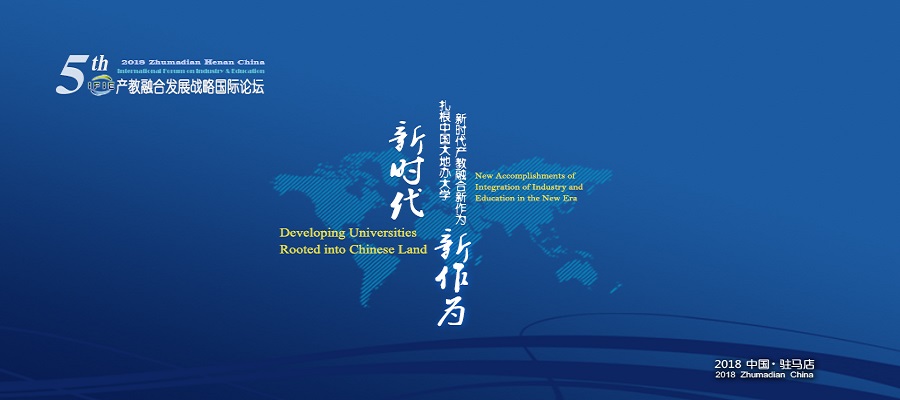 5th
2018 Zhumadian Henan China
International Forum on Industry & Education
IFIE
产教融合发展战略国际论坛
新时代
扎根中国大地办大学
新时代产教融合新作为
新作为
New Accomplishments of
Integration of Industry and
Education in the New Era
Developing Universities
Rooted into Chinese Land
2018 中国·驻马店
2018 Zhumadian China